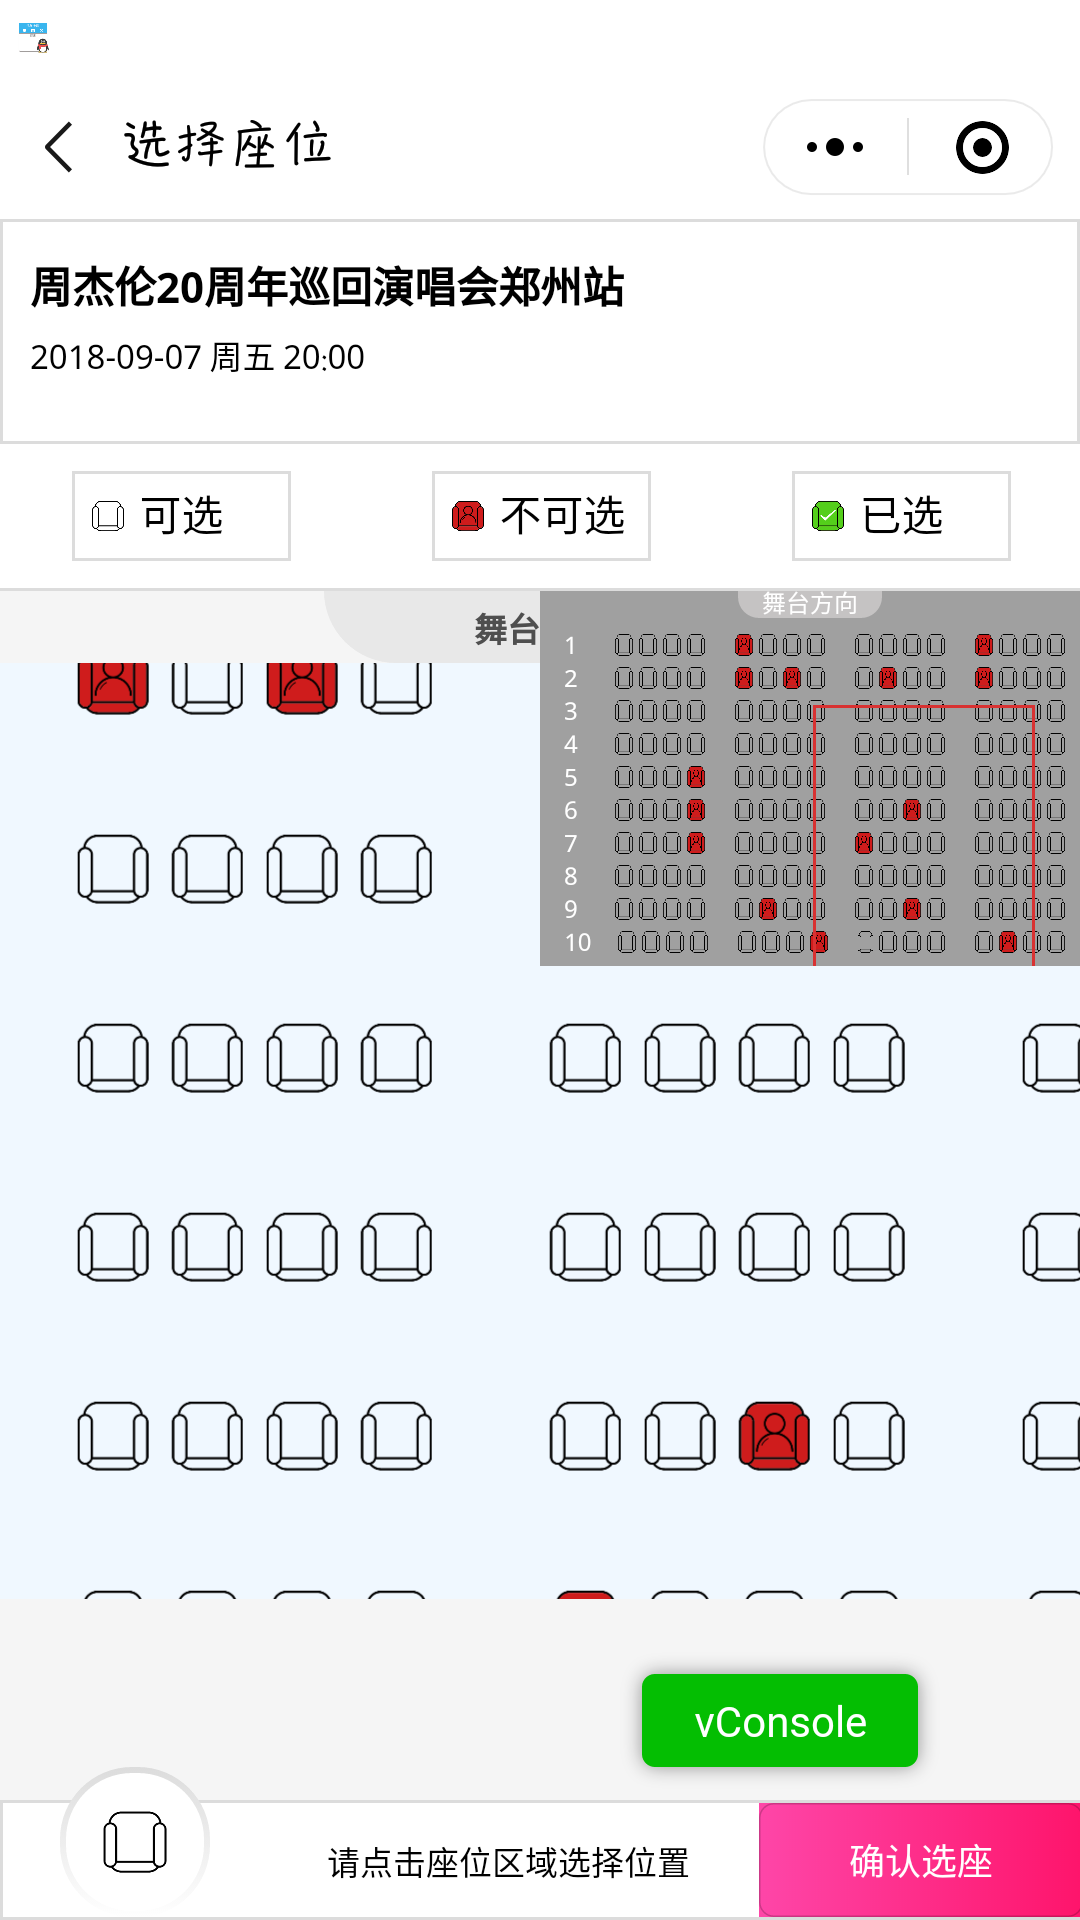 选择座位
周杰伦20周年巡回演唱会郑州站
2018-09-07 周五 20:00
可选
不可选
已选
舞台
舞台方向
1
2
3
4
5
6
7
8
9
10
vConsole
请点击座位区域选择位置
确认选座